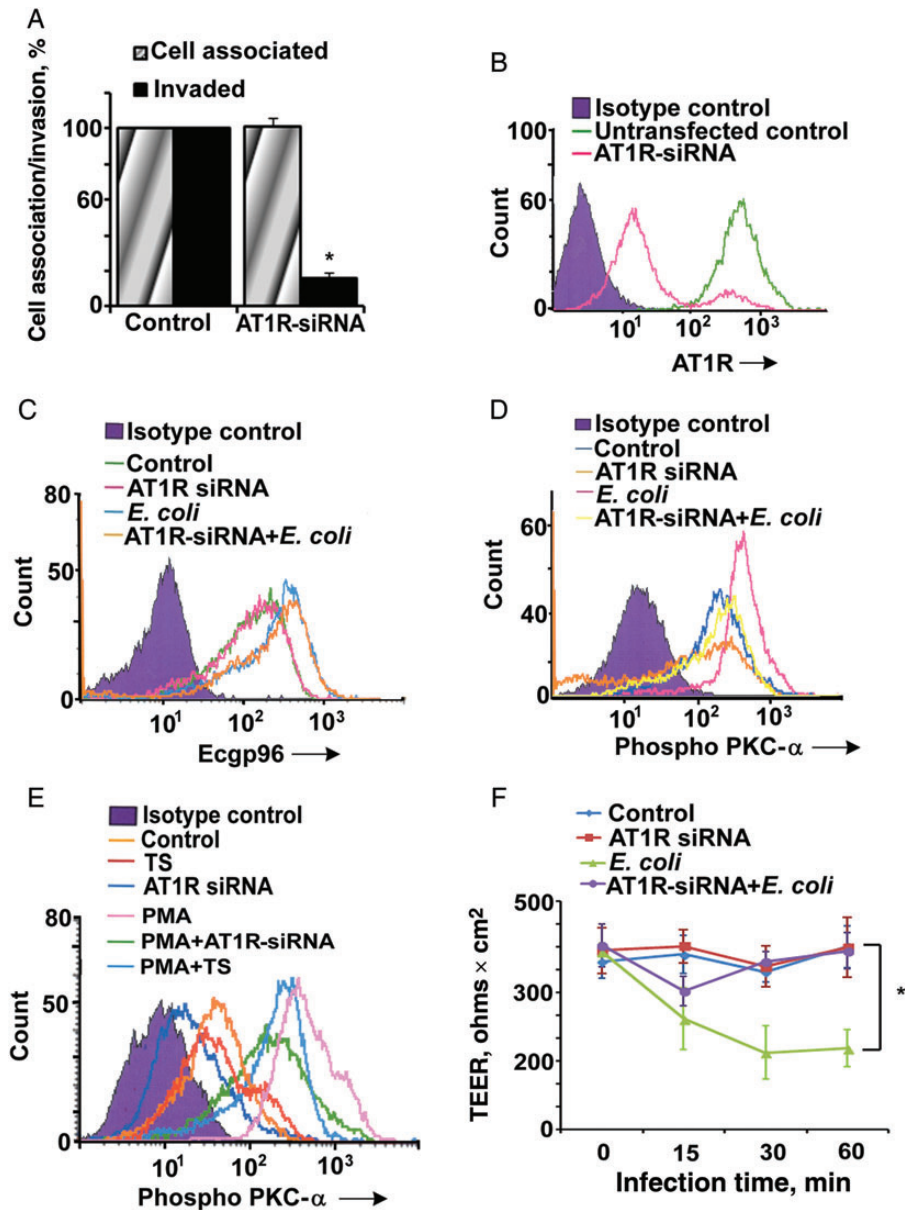 A
Cell associated
Invaded
Cell association/invasion, %
100
60
0
Control AT1R-siRNA
*
B
Isotype control
Untransfected control
AT1R-siRNA
Count
100
60
0
10¹ 10² 10³
AT1R
C
Isotype control
Control
AT1R siRNA
E. coli
AT1R-siRNA+E. coli
Count
80
50
0
10¹ 10² 10³
Ecgp96
D
Isotype control
Control
AT1R siRNA
E. coli
AT1R-siRNA+E. coli
Count
60
40
20
0
10¹ 10² 10³
Phospho PKC-α
E
Isotype control
Control
TS
AT1R siRNA
PMA
PMA+AT1R-siRNA
PMA+TS
Count
80
50
0
10¹ 10² 10³
Phospho PKC-α
F
Control
AT1R siRNA
E. coli
AT1R-siRNA+E. coli
TEER, ohms × cm²
500
300
200
0
0 15 30 60
Infection time, min
*